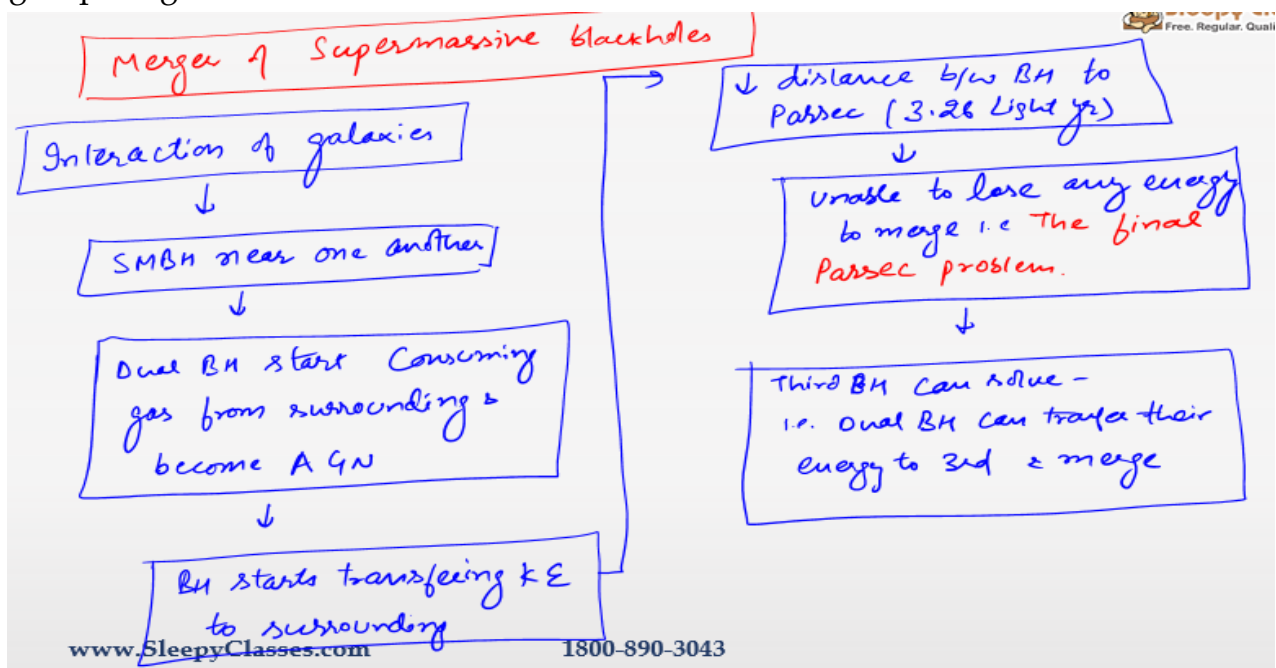 Merger of Supermassive blackholes
Interaction of galaxies
↓
SMBH near one another
↓
Dual BH start Consuming
gas from surrounding &
become AGN
↓
BH starts transfeeing KE
to surrounding
↓ distance b/w BH to
Parsec (3.26 Light yr)
↓
unable to lose any energy
to merge i.e The final
Parsec problem.
↓
Third BH can solve -
i.e. Dual BH can their
energy to 3rd & merge
Free. Regular. Quali
www.SleepyClasses.com 1800-890-3043